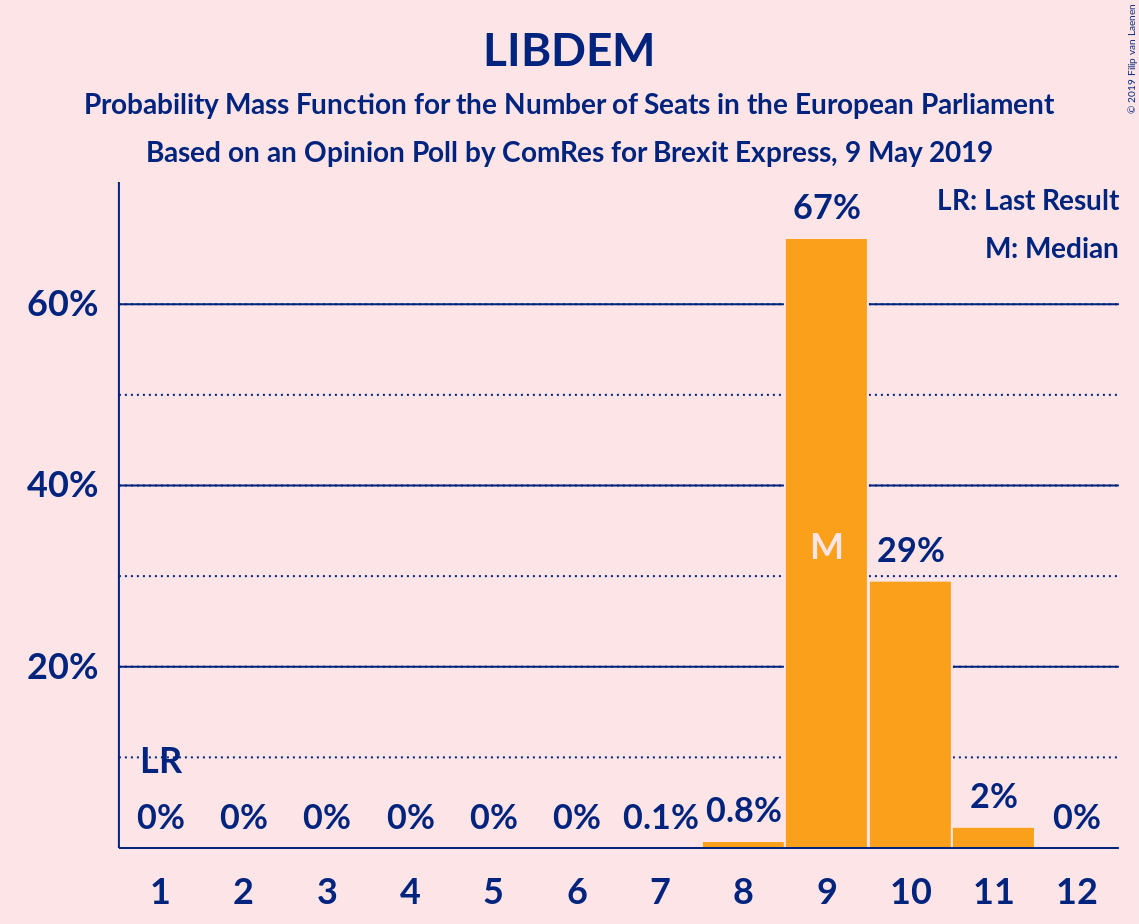 LIBDEM
Probability Mass Function for the Number of Seats in the European Parliament
Based on an Opinion Poll by ComRes for Brexit Express, 9 May 2019
© 2019 Filip van Laenen
LR: Last Result
M: Median
60%
40%
20%
67%
M
29%
LR
0%
0%
0%
0%
0%
0%
0.1%
0.8%
2%
0%
1 2 3 4 5 6 7 8 9 10 11 12